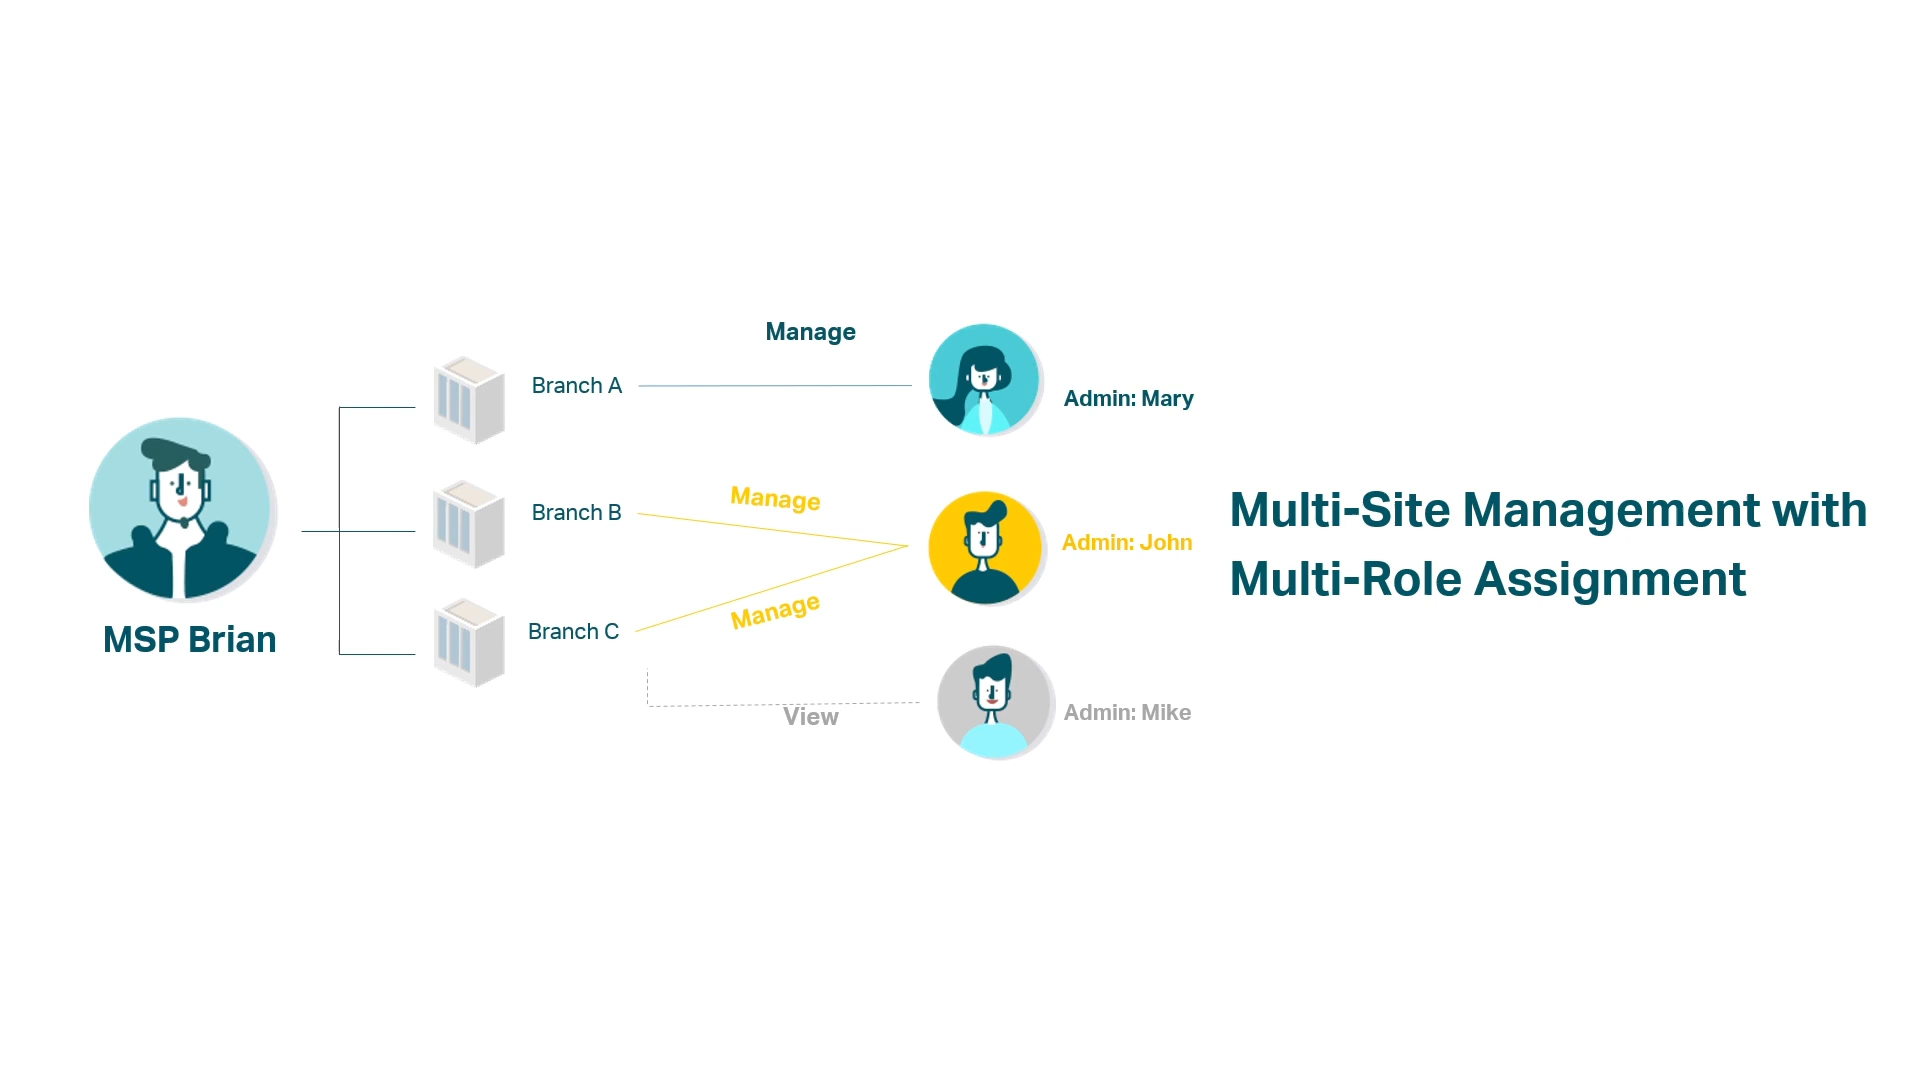 MSP Brian
Branch A
Manage
Admin: Mary
Branch B
Manage
Admin: John
Branch C
Manage
View
Admin: Mike
Multi-Site Management with
Multi-Role Assignment